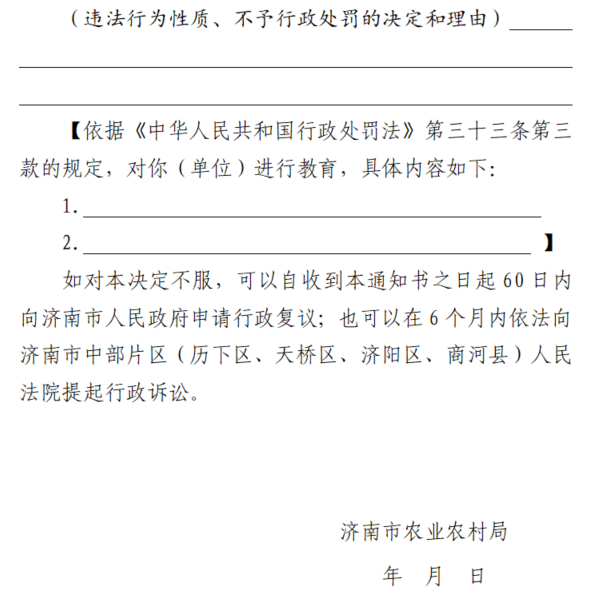 （违法行为性质、不予行政处罚的决定和理由）
【依据《中华人民共和国行政处罚法》第三十三条第三
款的规定，对你（单位）进行教育，具体内容如下：
1.
2.】
如对本决定不服，可以自收到本通知书之日起 60 日内
向济南市人民政府申请行政复议；也可以在 6 个月内依法向
济南市中部片区（历下区、天桥区、济阳区、商河县）人民
法院提起行政诉讼。
济南市农业农村局
年 月 日